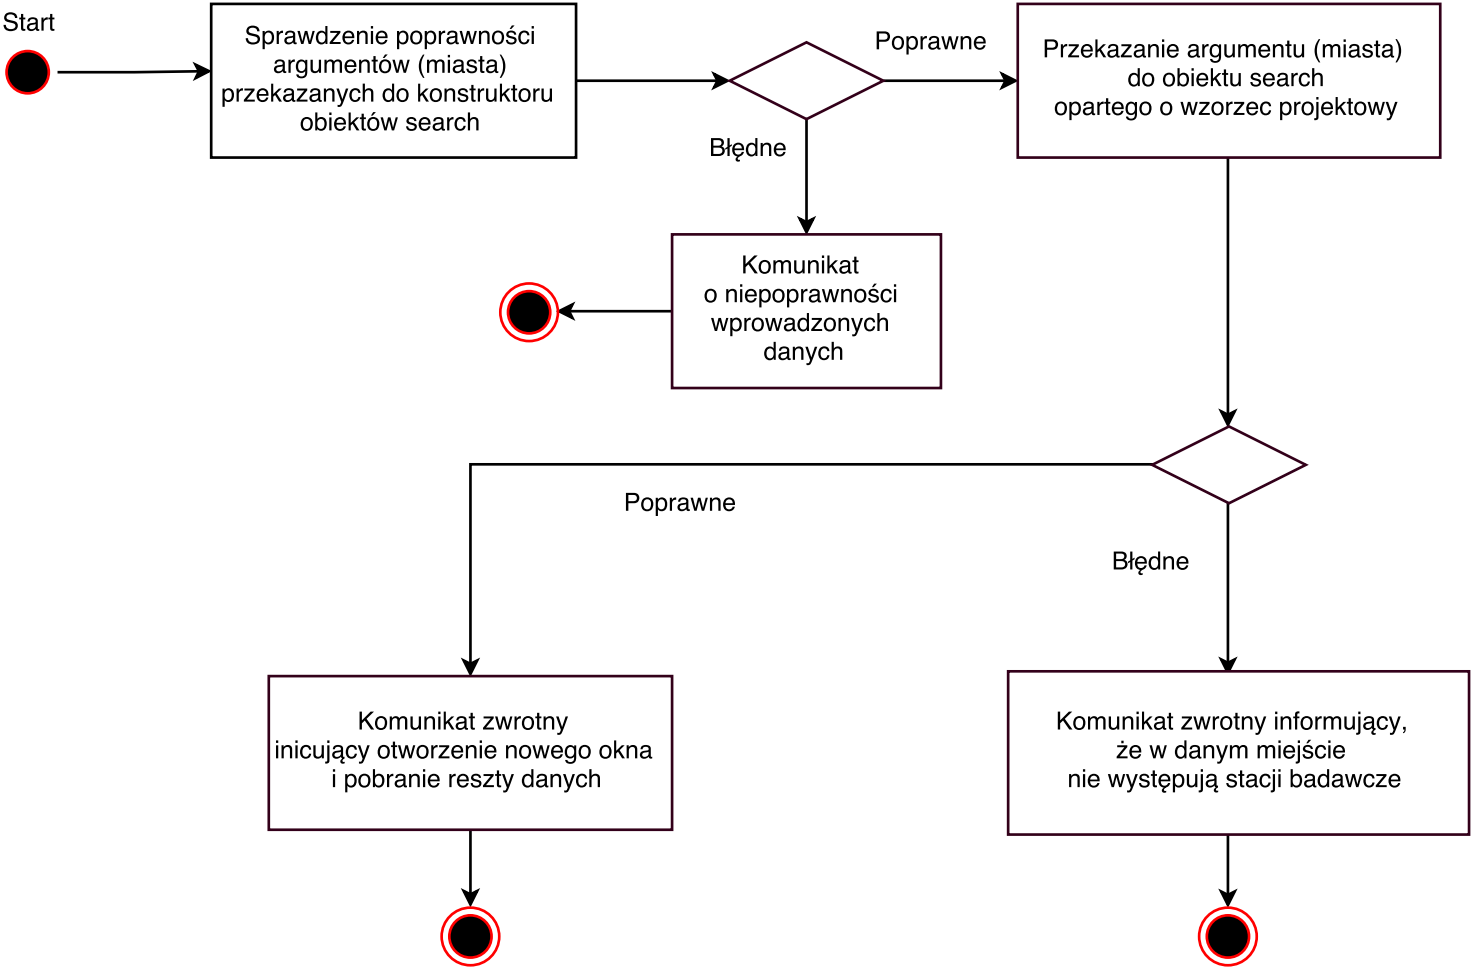 Start
Sprawdzenie poprawności
argumentów (miasta)
przekazanych do konstruktoru
obiektów search
Poprawne
Przekazanie argumentu (miasta)
do obiektu search
opartego o wzorzec projektowy
Błędne
Komunikat
o niepoprawności
wprowadzonych
danych
Poprawne
Błędne
Komunikat zwrotny
inicujący otworzenie nowego okna
i pobranie reszty danych
Komunikat zwrotny informujący,
że w danym miejście
nie występują stacji badawcze